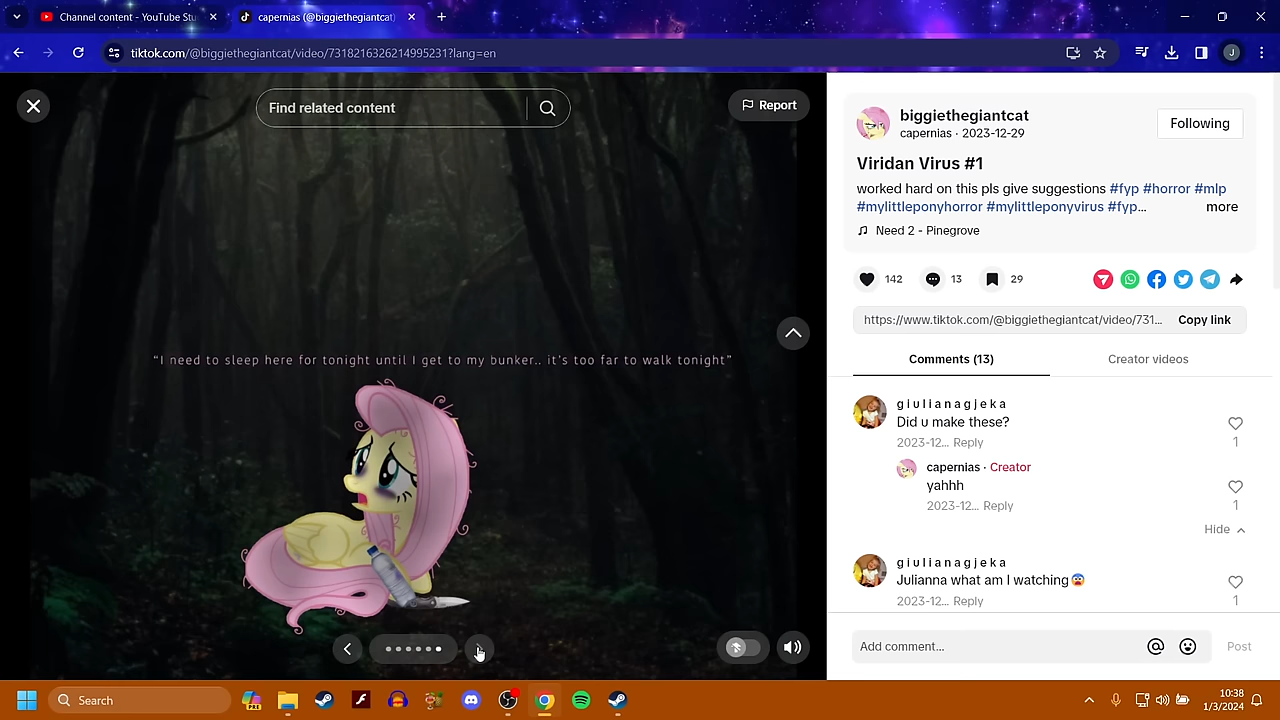 Channel content - YouTube Stu
capernias (@biggiethegiantcat)
tiktok.com/@biggiethegiantcat/video/7318216326214995231?lang=en
J
Find related content
Report
biggiethegiantcat
capernias · 2023-12-29
Following
Viridan Virus #1
worked hard on this pls give suggestions #fyp #horror #mlp
#mylittleponyhorror #mylittleponyvirus #fyp...
more
Need 2 - Pinegrove
142
13
29
https://www.tiktok.com/@biggiethegiantcat/video/731...
Copy link
"I need to sleep here for tonight until I get to my bunker.. it's too far to walk tonight"
Comments (13)
Creator videos
g i u l i a n a g j e k a
Did u make these?
2023-12... Reply
1
capernias · Creator
yahhh
2023-12... Reply
1
Hide
g i u l i a n a g j e k a
Julianna what am I watching😨
2023-12... Reply
1
Add comment...
Post
Search
PRE
10:38
1/3/2024